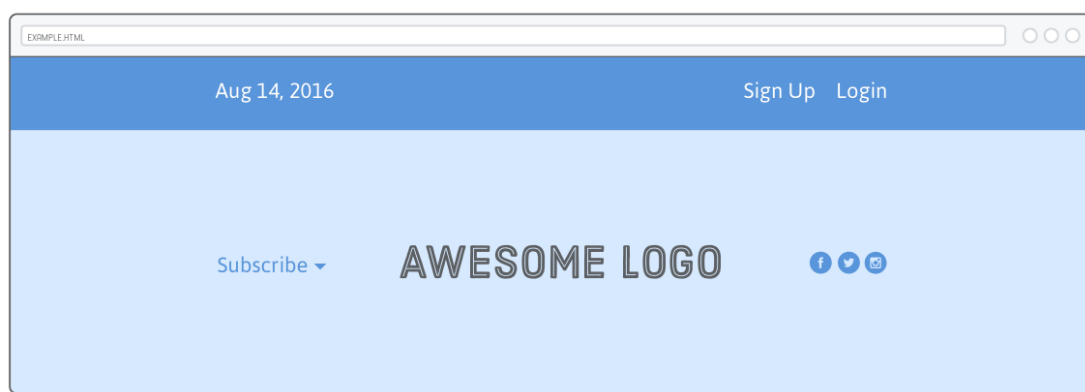 EXAMPLE.HTML
Aug 14, 2016 Sign Up Login
Subscribe AWESOME LOGO